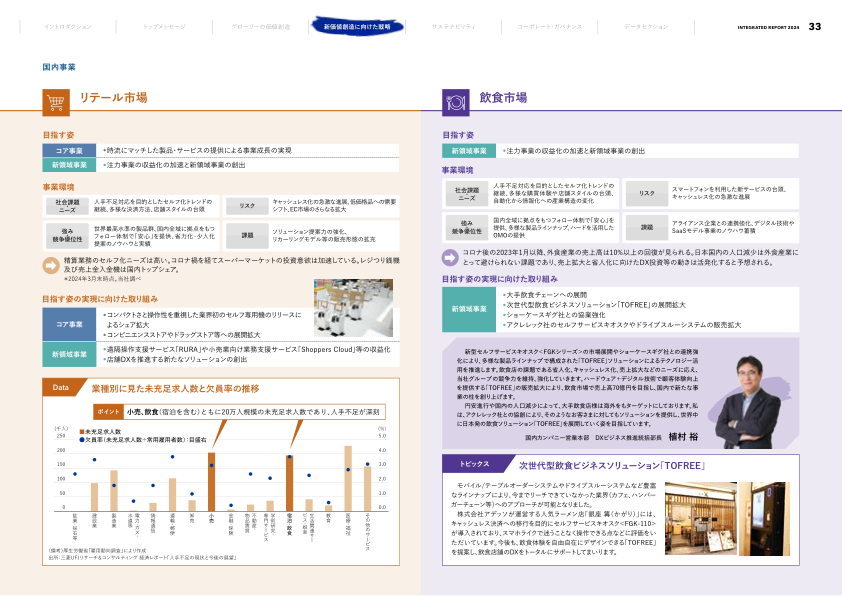 イントロダクション
トップメッセージ
グローリーの価値創造
新価値創造に向けた戦略
サステナビリティ
コーポレート・ガバナンス
データセクション
INTEGRATED REPORT 2024 33
国内事業
リテール市場
目指す姿
コア事業
•時流にマッチした製品・サービスの提供による事業成長の実現
新領域事業
•注力事業の収益化の加速と新領域事業の創出
事業環境
社会課題
ニーズ
人手不足対応を目的としたセルフ化トレンドの
継続、多様な決済方法、店舗スタイルの台頭
リスク
キャッシュレス化の急激な進展、低価格品への需要
シフト、EC市場のさらなる拡大
強み
競争優位性
世界最高水準の製品群、国内全域に拠点をもつ
フォロー体制で「安心」を提供、省力化・少人化
提案のノウハウと実績
課題
ソリューション提案力の強化、
リカーリングモデル等の販売形態の拡充
精算業務のセルフ化ニーズは高い。コロナ禍を経てスーパーマーケットの投資意欲は加速している。レジつり銭機
及び売上金入金機は国内トップシェア。
※2024年3月末時点。当社調べ
目指す姿の実現に向けた取り組み
コア事業
•コンパクトさと操作性を重視した業界初のセルフ専用機のリリースに
よるシェア拡大
•コンビニエンスストアやドラッグストア等への展開拡大
新領域事業
•遠隔操作支援サービス「RURA」や小売業向け業務支援サービス「Shoppers Cloud」等の収益化
•店舗DXを推進する新たなソリューションの創出
Data
業種別に見た未充足求人数と欠員率の推移
ポイント
小売、飲食（宿泊を含む）ともに20万人規模の未充足求人数であり、人手不足が深刻
（千人）
（%）
■未充足求人数
●欠員率（未充足求人数÷常用雇用者数）：右目盛
250
200
150
100
50
0
5.0
4.0
3.0
2.0
1.0
0.0
建設業
製造業
情報通信
運輸・郵便
卸売
小売
金融・保険
宿泊・飲食
教育
医療・福祉
その他のサービス
（備考）厚生労働省「雇用動向調査」により作成
出所：三菱UFJリサーチ&コンサルティング 経済レポート「人手不足の現状と今後の展望」
飲食市場
目指す姿
新領域事業
•注力事業の収益化の加速と新領域事業の創出
事業環境
社会課題
ニーズ
人手不足対応を目的としたセルフ化トレンドの
継続、多様な購買体験や店舗スタイルの台頭、
自動化から情報化への産業構造の変化
リスク
スマートフォンを利用した新サービスの台頭、
キャッシュレス化の急激な進展
強み
競争優位性
国内全域に拠点をもつフォロー体制で「安心」を
提供、多様な製品ラインナップ、ハードを活用した
OMOの提供
課題
アライアンス企業との連携強化、デジタル技術や
SaaSモデル事業のノウハウ蓄積
コロナ後の2023年1月以降、外食産業の売上高は10%以上の回復が見られる。日本国内の人口減少は外食産業に
とって避けられない課題であり、売上拡大と省人化に向けたDX投資等の動きは活発化すると予想される。
目指す姿の実現に向けた取り組み
新領域事業
•大手飲食チェーンへの展開
•次世代型飲食ビジネスソリューション「TOFREE」の展開拡大
•ショーケースギグ社との協業強化
•アクレレック社のセルフサービスキオスクやドライブスルーシステムの販売拡大
新型セルフサービスキオスク＜FGKシリーズ＞の市場展開やショーケースギグ社との連携強
化により、多様な製品ラインナップで構成された「TOFREE」ソリューションによるテクノロジー活
用を推進します。飲食店の課題である省人化、キャッシュレス化、売上拡大などのニーズに応え、
当社グループの競争力を維持、強化していきます。ハードウェア・デジタル技術で顧客体験向上
を提供する「TOFREE」の販売拡大により、飲食市場で売上高70億円を目指し、国内で新たな事
業の柱を創り上げます。
円安進行や国内の人口減少によって、大手飲食店様は海外をもターゲットにしております。私
は、アクレレック社との協創により、そのようなお客さまに対してもソリューションを提供し、世界中
に日本発の飲食ソリューション「TOFREE」を展開していく姿を目指しています。
国内カンパニー営業本部 DXビジネス推進統括部長 植村 裕
トピックス
次世代型飲食ビジネスソリューション「TOFREE」
モバイル/テーブルオーダーシステムやドライブスルーシステムなど豊富
なラインナップにより、今までリーチできていなかった業界（カフェ、ハンバー
ガーチェーン等）へのアプローチが可能となりました。
株式会社アデッソが運営する人気ラーメン店「銀座 篝（かがり）」には、
キャッシュレス決済への移行を目的にセルフサービスキオスク＜FGK-110＞
が導入されており、スマホライクで迷うことなく操作できる点などに評価をい
ただいています。今後も、飲食体験を自由自在にデザインできる「TOFREE」
を提案し、飲食店舗のDXをトータルにサポートしてまいります。